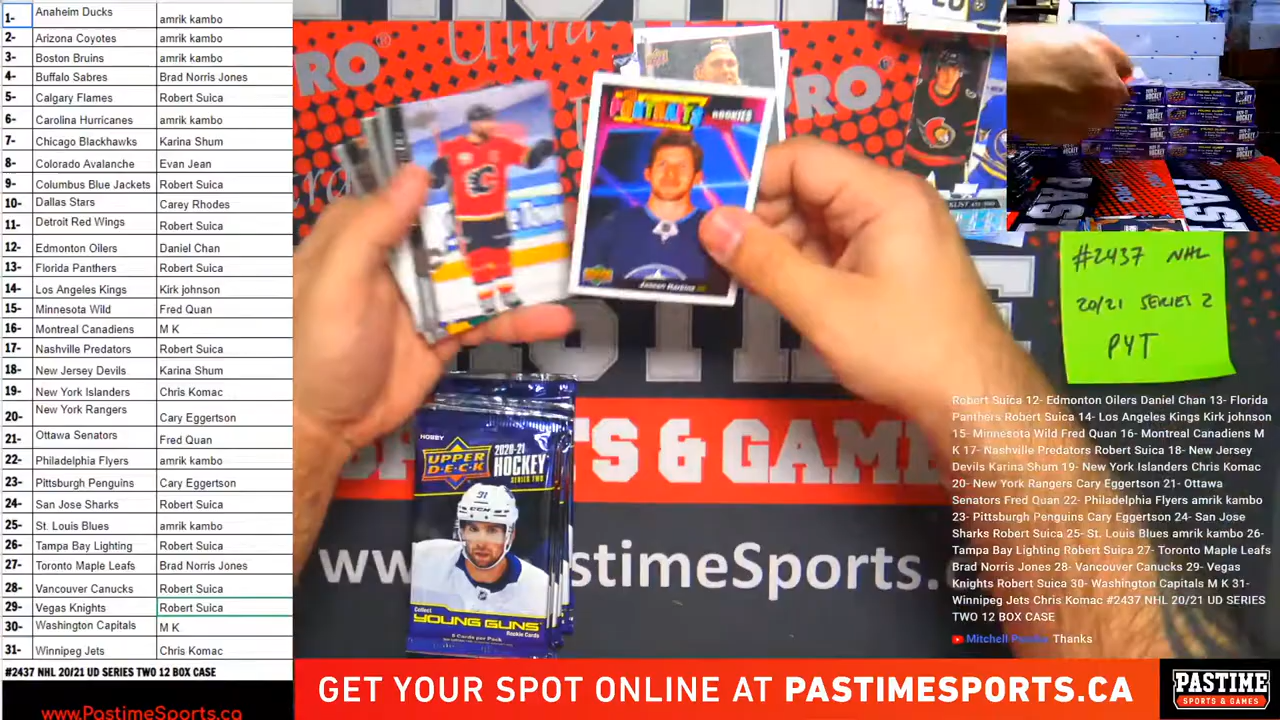 1- Anaheim Ducks amrik kambo
2- Arizona Coyotes amrik kambo
3- Boston Bruins amrik kambo
4- Buffalo Sabres Brad Norris Jones
5- Calgary Flames Robert Suica
6- Carolina Hurricanes amrik kambo
7- Chicago Blackhawks Karina Shum
8- Colorado Avalanche Evan Jean
9- Columbus Blue Jackets Robert Suica
10- Dallas Stars Carey Rhodes
11- Detroit Red Wings Robert Suica
12- Edmonton Oilers Daniel Chan
13- Florida Panthers Robert Suica
14- Los Angeles Kings Kirk johnson
15- Minnesota Wild Fred Quan
16- Montreal Canadiens M K
17- Nashville Predators Robert Suica
18- New Jersey Devils Karina Shum
19- New York Islanders Chris Komac
20- New York Rangers Cary Eggertson
21- Ottawa Senators Fred Quan
22- Philadelphia Flyers amrik kambo
23- Pittsburgh Penguins Cary Eggertson
24- San Jose Sharks Robert Suica
25- St. Louis Blues amrik kambo
26- Tampa Bay Lighting Robert Suica
27- Toronto Maple Leafs Brad Norris Jones
28- Vancouver Canucks Robert Suica
29- Vegas Knights Robert Suica
30- Washington Capitals M K
31- Winnipeg Jets Chris Komac
#2437 NHL 20/21 UD SERIES TWO 12 BOX CASE
www.PastimeSports.ca
Ultra
PRO
PRO
PORTRAITS
ROOKIES
HOBBY
UPPER DECK
2020-21
HOCKEY
SERIES TWO
Collect
YOUNG GUNS
Rookie Cards
8 Cards per Pack
TS & GAME
www
stimeSports.
#2437 NHL
20/21 SERIES 2
PYT
Robert Suica 12- Edmonton Oilers Daniel Chan 13- Florida
Panthers Robert Suica 14- Los Angeles Kings Kirk johnson
15- Minnesota Wild Fred Quan 16- Montreal Canadiens M
K 17- Nashville Predators Robert Suica 18- New Jersey
Devils Karina Shum 19- New York Islanders Chris Komac
20- New York Rangers Cary Eggertson 21- Ottawa
Senators Fred Quan 22- Philadelphia Flyers amrik kambo
23- Pittsburgh Penguins Cary Eggertson 24- San Jose
Sharks Robert Suica 25- St. Louis Blues amrik kambo 26-
Tampa Bay Lighting Robert Suica 27- Toronto Maple Leafs
Brad Norris Jones 28- Vancouver Canucks 29- Vegas
Knights Robert Suica 30- Washington Capitals M K 31-
Winnipeg Jets Chris Komac #2437 NHL 20/21 UD SERIES
TWO 12 BOX CASE
Mitchell Thanks
GET YOUR SPOT ONLINE AT PASTIMESPORTS.CA
PASTIME
SPORTS & GAMES